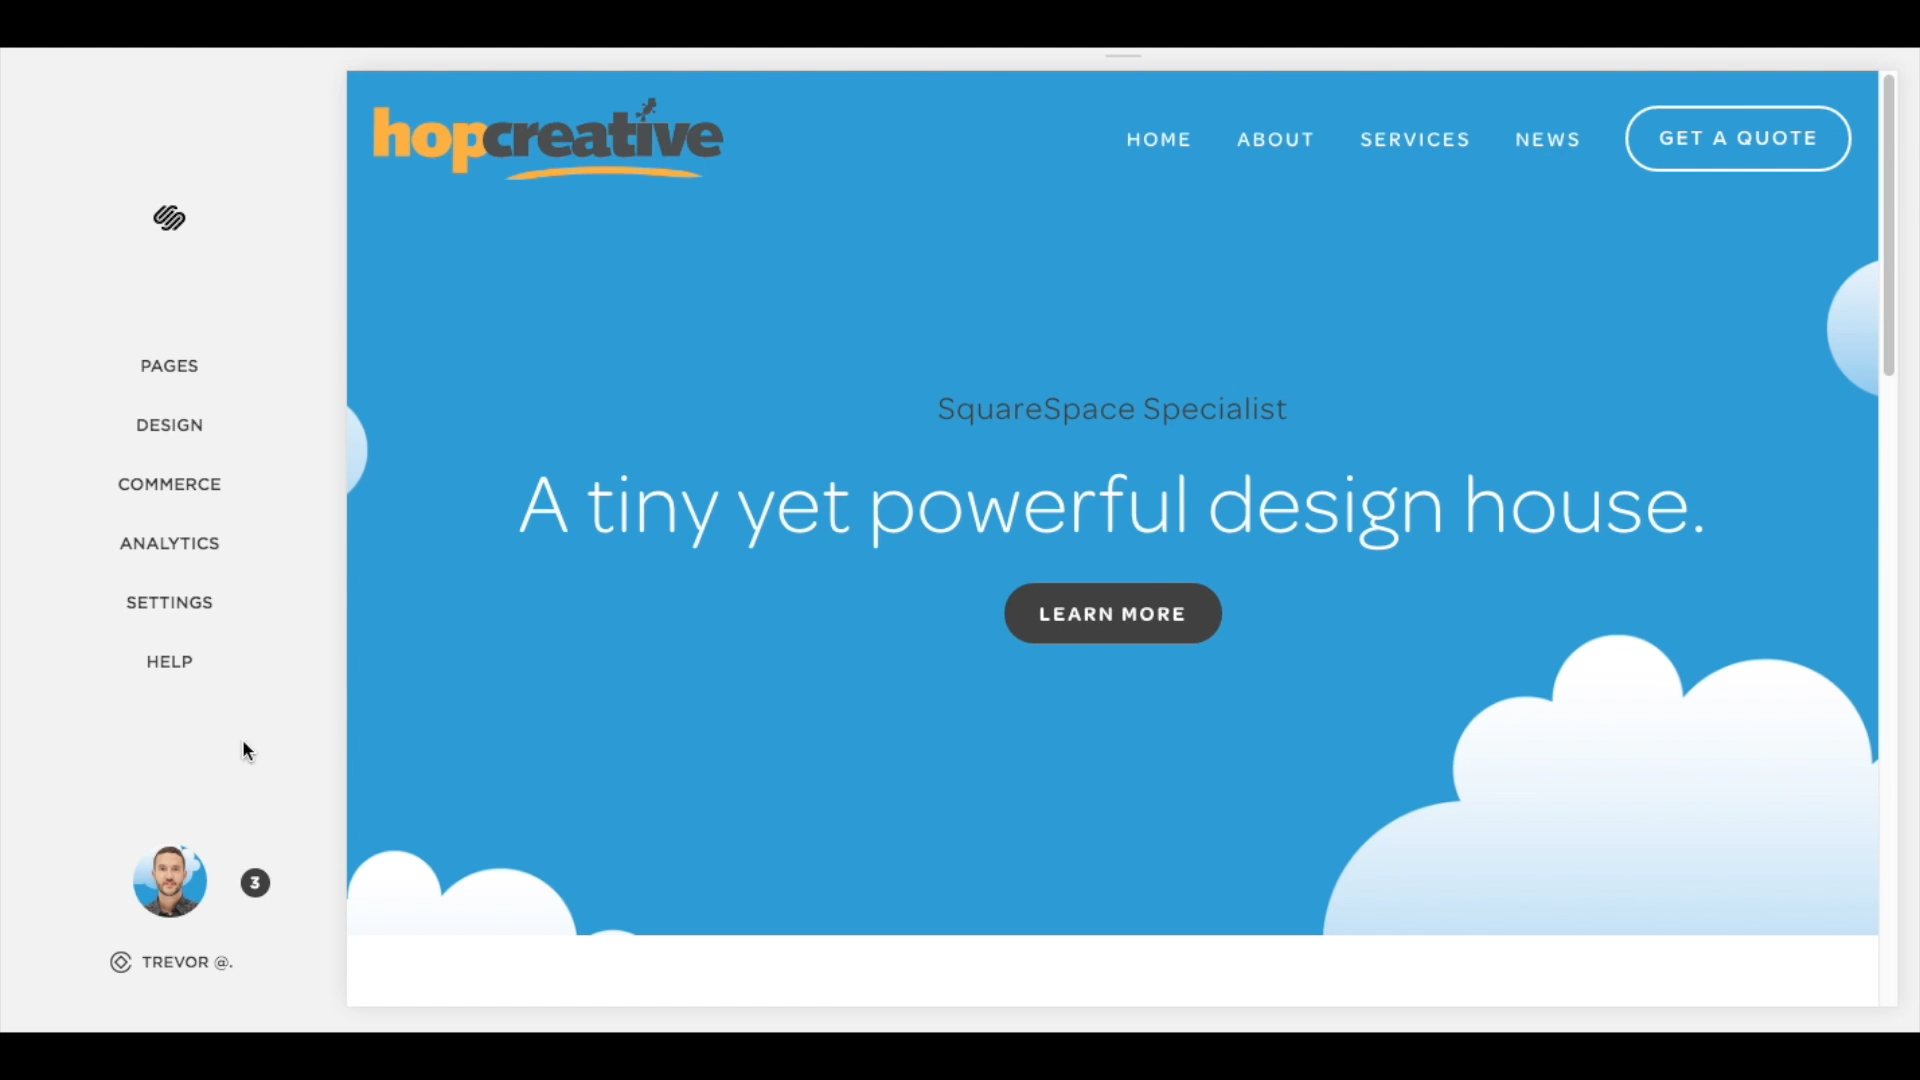 PAGES
DESIGN
COMMERCE
ANALYTICS
SETTINGS
HELP
3
TREVOR @.
hopcreative
HOME ABOUT SERVICES NEWS GET A QUOTE
SquareSpace Specialist
A tiny yet powerful design house.
LEARN MORE